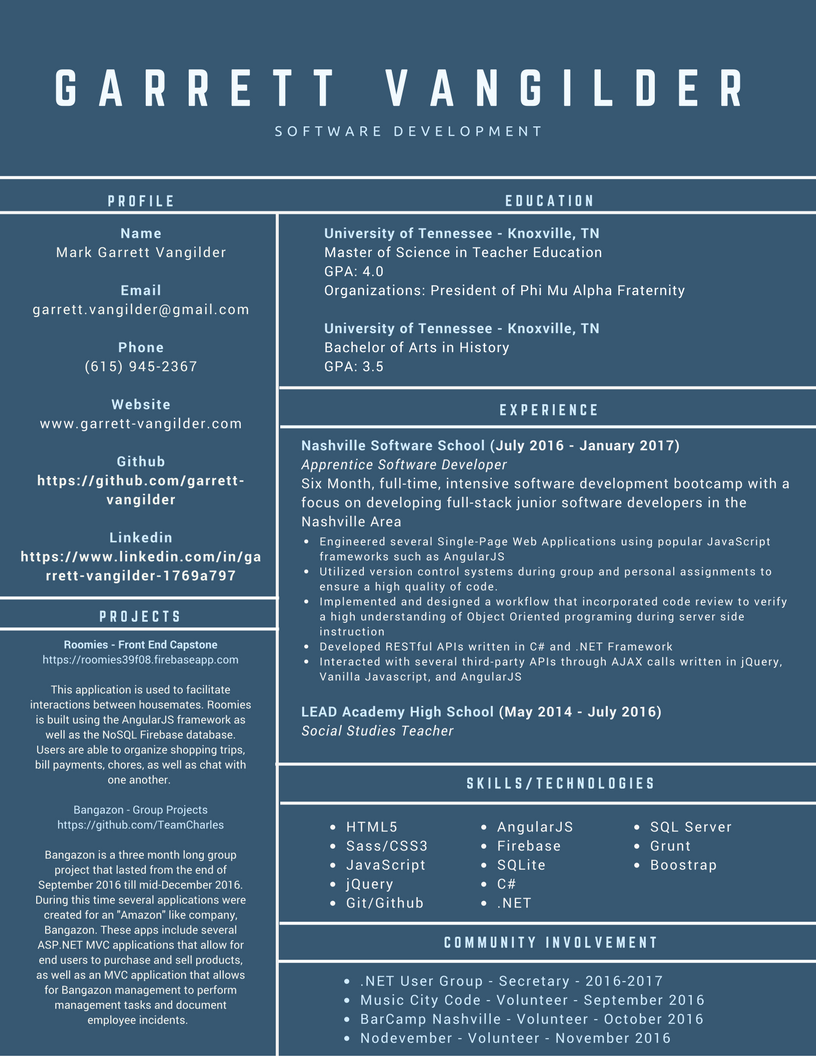 GARRETT VANGILDER
SOFTWARE DEVELOPMENT
PROFILE
Name
Mark Garrett Vangilder
Email
garrett.vangilder@gmail.com
Phone
(615) 945-2367
Website
www.garrett-vangilder.com
Github
https://github.com/garrett-
vangilder
Linkedin
https://www.linkedin.com/in/ga
rrett-vangilder-1769a797
PROJECTS
Roomies - Front End Capstone
https://roomies39f08.firebaseapp.com
This application is used to facilitate
interactions between housemates. Roomies
is built using the AngularJS framework as
well as the NoSQL Firebase database.
Users are able to organize shopping trips,
bill payments, chores, as well as chat with
one another.
Bangazon - Group Projects
https://github.com/TeamCharles
Bangazon is a three month long group
project that lasted from the end of
September 2016 till mid-December 2016.
During this time several applications were
created for an "Amazon" like company,
Bangazon. These apps include several
ASP.NET MVC applications that allow for
end users to purchase and sell products,
as well as an MVC application that allows
for Bangazon management to perform
management tasks and document
employee incidents.
EDUCATION
University of Tennessee - Knoxville, TN
Master of Science in Teacher Education
GPA: 4.0
Organizations: President of Phi Mu Alpha Fraternity
University of Tennessee - Knoxville, TN
Bachelor of Arts in History
GPA: 3.5
EXPERIENCE
Nashville Software School (July 2016 - January 2017)
Apprentice Software Developer
Six Month, full-time, intensive software development bootcamp with a
focus on developing full-stack junior software developers in the
Nashville Area
• Engineered several Single-Page Web Applications using popular JavaScript
frameworks such as AngularJS
• Utilized version control systems during group and personal assignments to
ensure a high quality of code.
• Implemented and designed a workflow that incorporated code review to verify
a high understanding of Object Oriented programing during server side
instruction
• Developed RESTful APIs written in C# and .NET Framework
• Interacted with several third-party APIs through AJAX calls written in jQuery,
Vanilla Javascript, and AngularJS
LEAD Academy High School (May 2014 - July 2016)
Social Studies Teacher
SKILLS/TECHNOLOGIES
• HTML5
• Sass/CSS3
• JavaScript
• jQuery
• Git/Github
• AngularJS
• Firebase
• SQLite
• C#
• .NET
• SQL Server
• Grunt
• Boostrap
COMMUNITY INVOLVEMENT
• .NET User Group - Secretary - 2016-2017
• Music City Code - Volunteer - September 2016
• BarCamp Nashville - Volunteer - October 2016
• Nodevember - Volunteer - November 2016